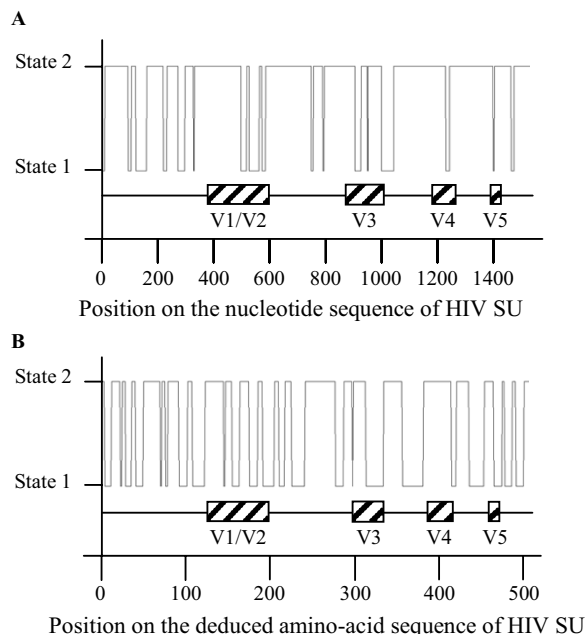 A
State 2
State 1
V1/V2 V3 V4 V5
0 200 400 600 800 1000 1200 1400
Position on the nucleotide sequence of HIV SU
B
State 2
State 1
V1/V2 V3 V4 V5
0 100 200 300 400 500
Position on the deduced amino-acid sequence of HIV SU